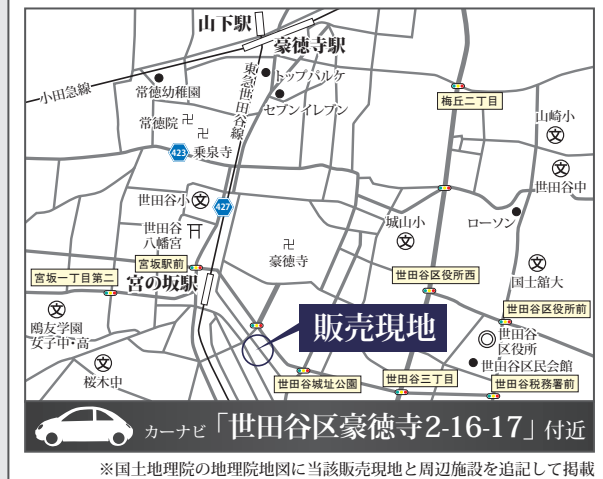 山下駅
豪徳寺駅
小田急線
常徳幼稚園
東急世田谷線
トップパルケ
セブンイレブン
梅丘二丁目
常徳院
卍
卍
423
乗泉寺
山崎小
文
文
世田谷中
世田谷小
文
427
世田谷
八幡宮
城山小
文
ローソン
卍
豪徳寺
宮坂駅前
宮坂一丁目第二
宮の坂駅
世田谷区役所西
文
国士舘大
文
鴎友学園
女子中・高
販売現地
世田谷区役所前
世田谷
区役所
世田谷区民会館
文
桜木中
世田谷城址公園
世田谷三丁目
世田谷税務署前
カーナビ「世田谷区豪徳寺2-16-17」付近
※国土地理院の地理院地図に当該販売現地と周辺施設を追記して掲載